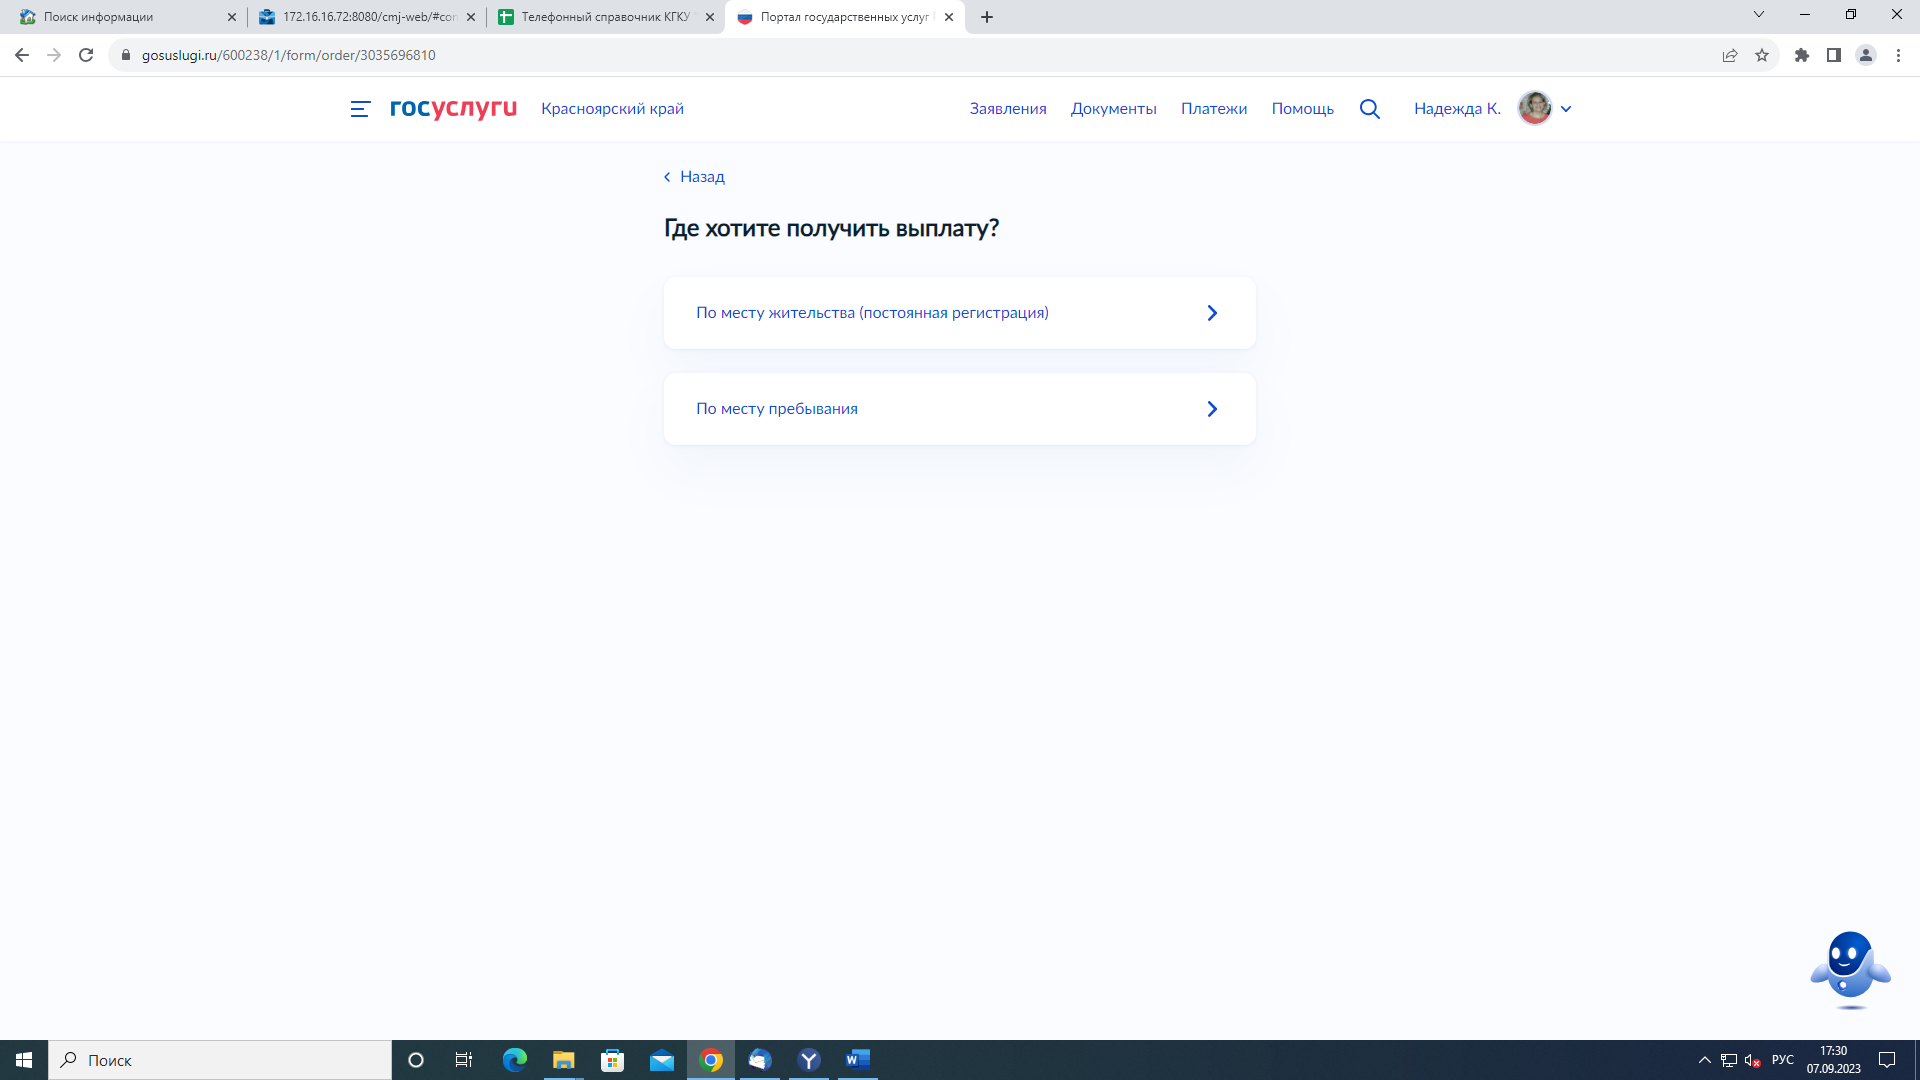 Поиск информации
172.16.16.72:8080/cmj-web/#con
Телефонный справочник КГКУ
Портал государственных услуг
gosuslugi.ru/600238/1/form/order/3035696810
госуслуги
Красноярский край
Заявления
Документы
Платежи
Помощь
Надежда К.
Назад
Где хотите получить выплату?
По месту жительства (постоянная регистрация)
По месту пребывания
Поиск
РУС
17:30
07.09.2023